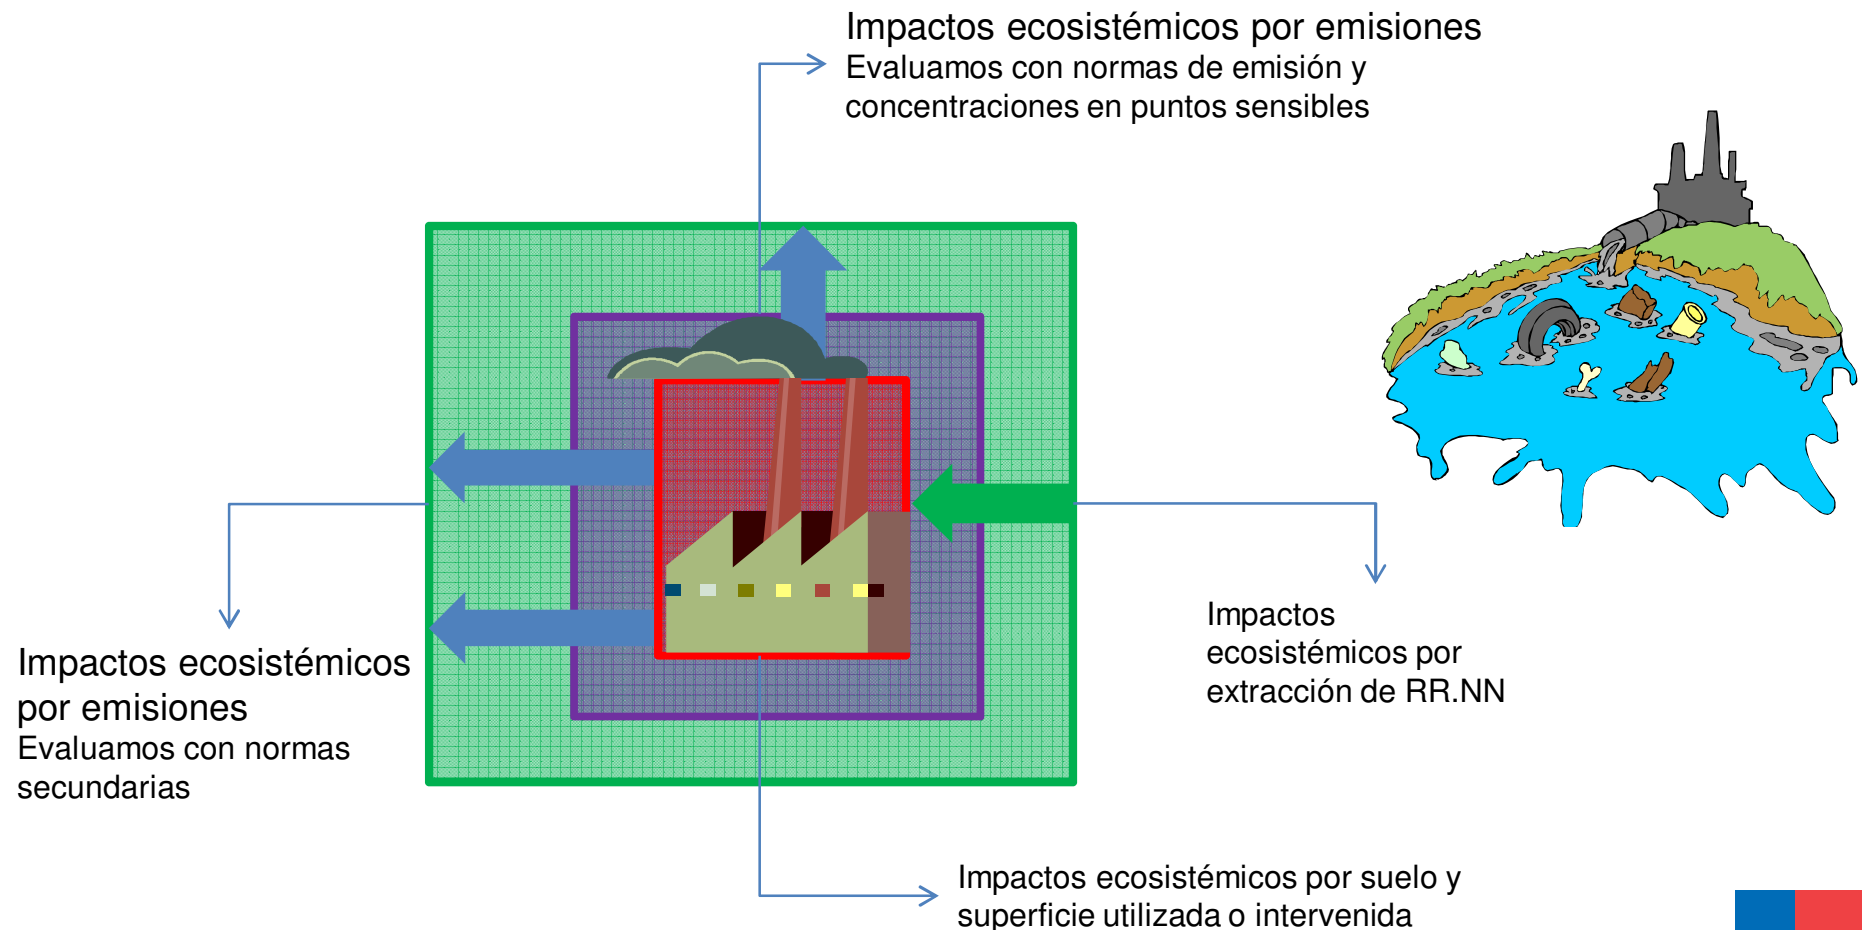 Impactos ecosistémicos por emisiones
Evaluamos con normas de emisión y
concentraciones en puntos sensibles
Impactos ecosistémicos
por emisiones
Evaluamos con normas
secundarias
Impactos
ecosistémicos por
extracción de RR.NN
Impactos ecosistémicos por suelo y
superficie utilizada o intervenida